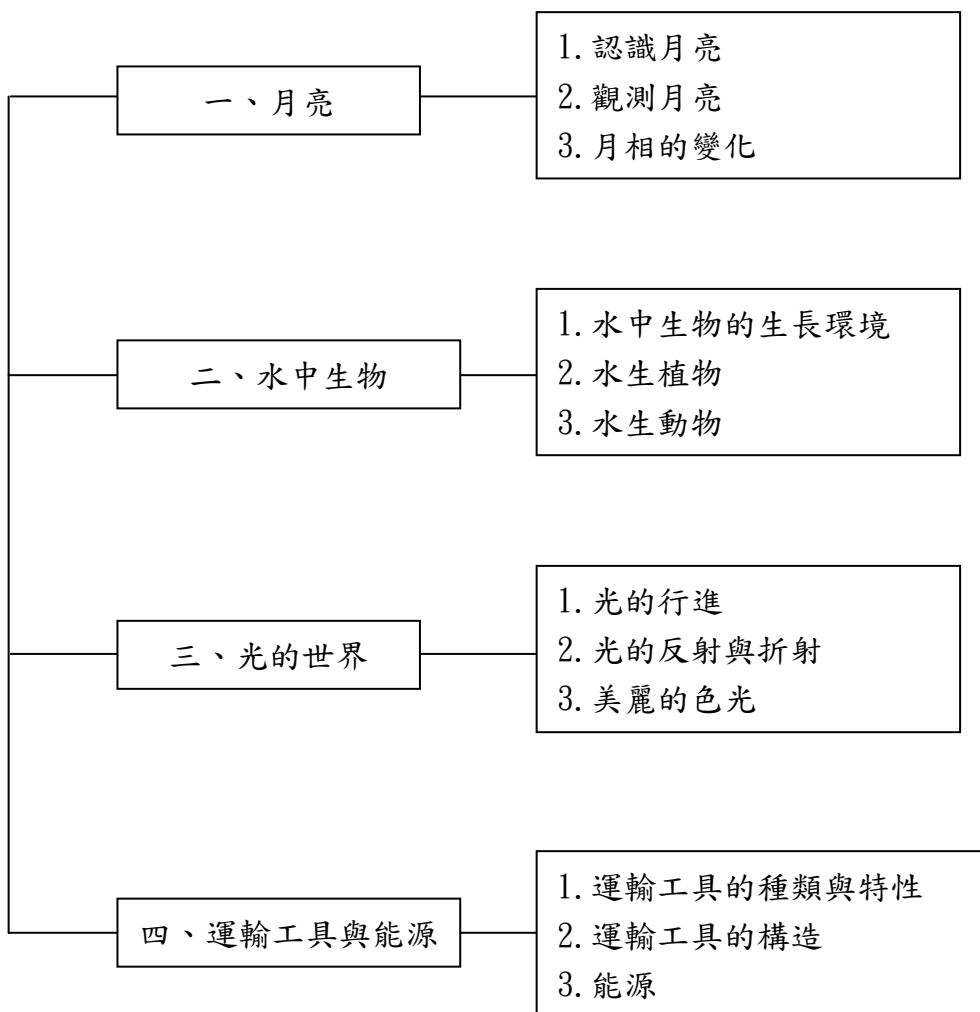 一、月亮
1.認識月亮
2.觀測月亮
3.月相的變化
二、水中生物
1.水中生物的生長環境
2.水生植物
3.水生動物
三、光的世界
1.光的行進
2.光的反射與折射
3.美麗的色光
四、運輸工具與能源
1.運輸工具的種類與特性
2.運輸工具的構造
3.能源